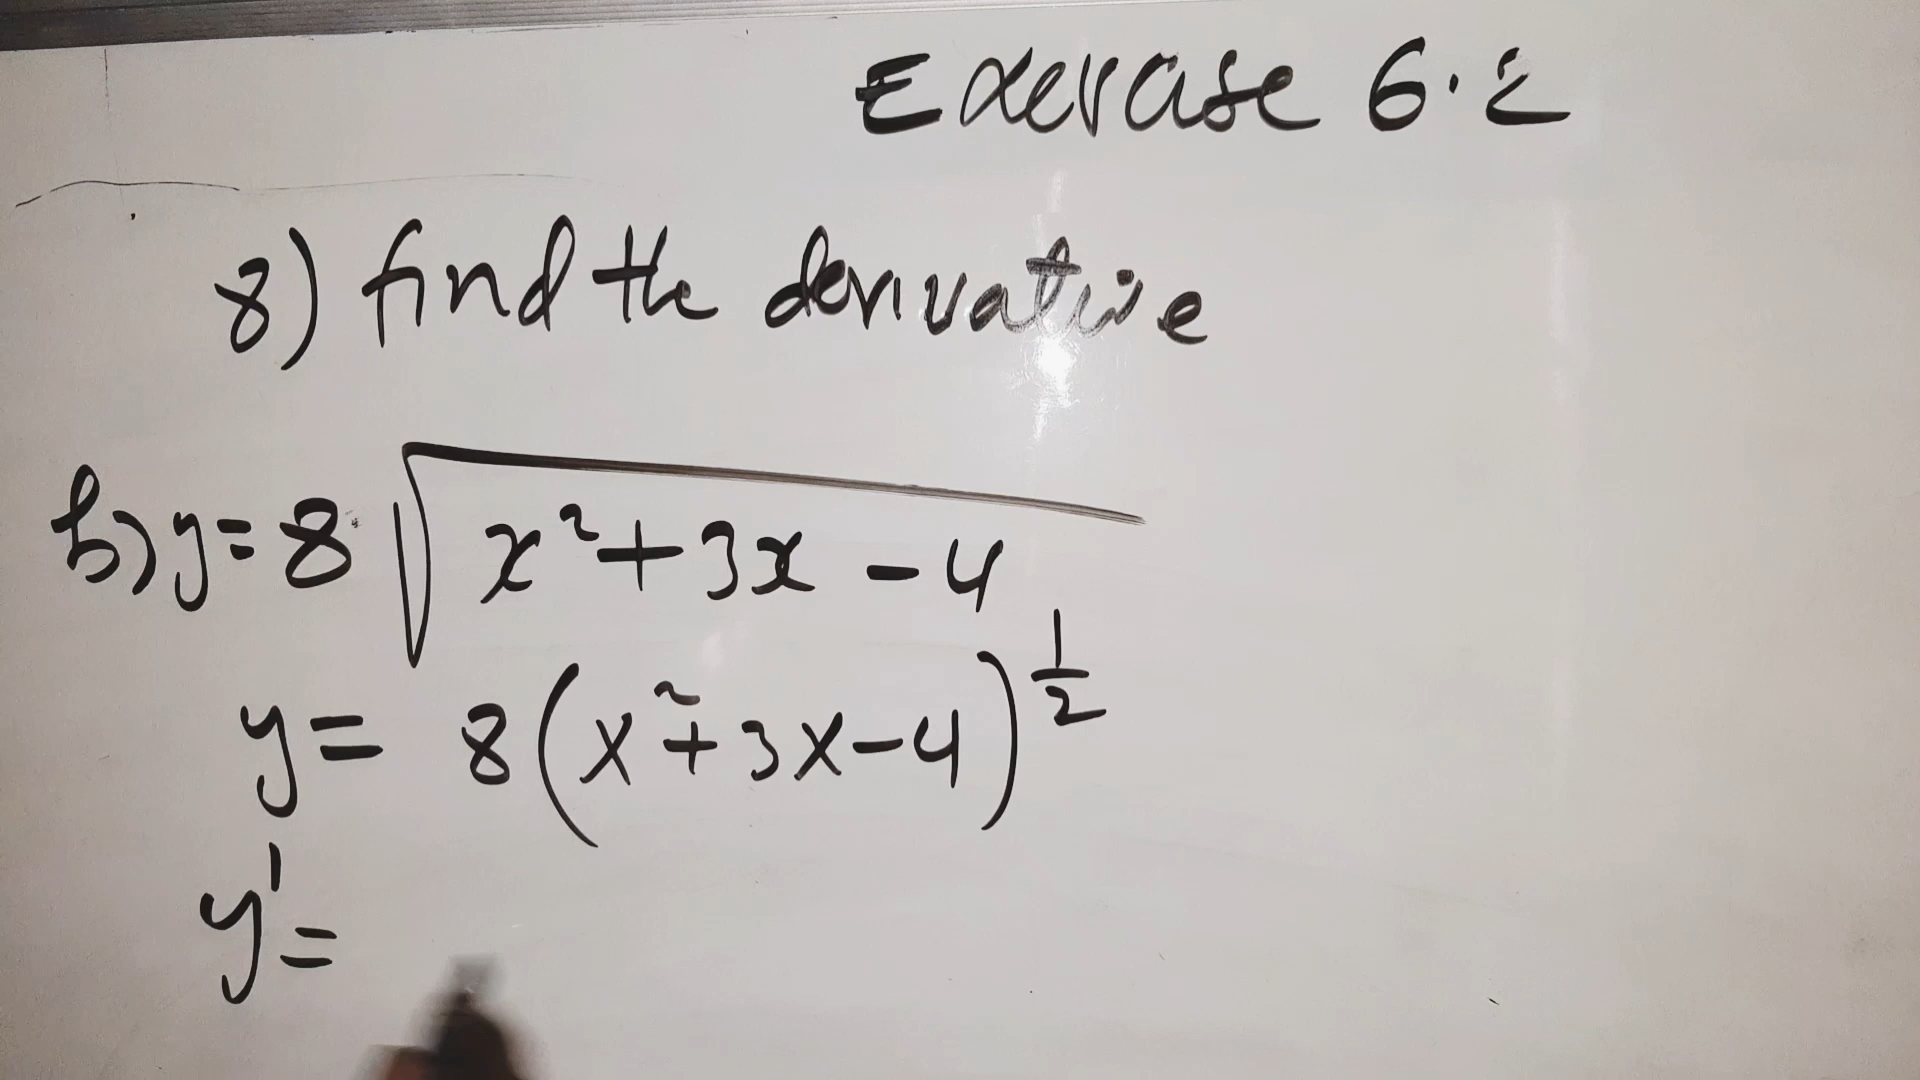 Exercise 6.2
8) find the derivative
b) y = 8 √(x² + 3x - 4)
y = 8(x² + 3x - 4)^(1/2)
y' =